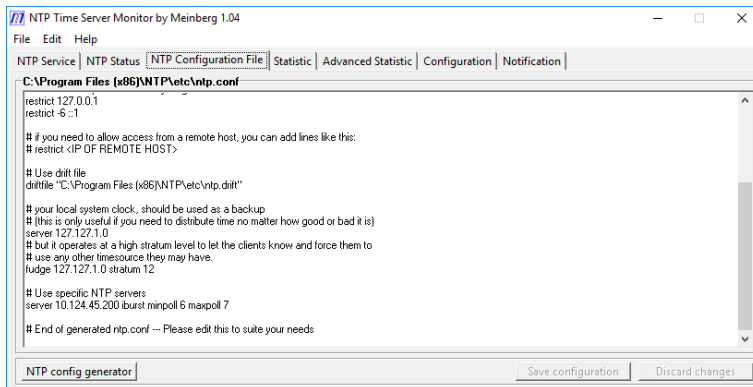 NTP Time Server Monitor by Meinberg 1.04
File Edit Help
NTP Service NTP Status NTP Configuration File Statistic Advanced Statistic Configuration Notification
C:\Program Files (x86)\NTP\etc\ntp.conf
restrict 127.0.0.1
restrict -6 ::1
# if you need to allow access from a remote host, you can add lines like this:
# restrict <IP OF REMOTE HOST>
# Use drift file
driftfile "C:\Program Files (x86)\NTP\etc\ntp.drift"
# your local system clock, should be used as a backup
# (this is only useful if you need to distribute time no matter how good or bad it is)
server 127.127.1.0
# but it operates at a high stratum level to let the clients know and force them to
# use any other timesource they may have.
fudge 127.127.1.0 stratum 12
# Use specific NTP servers
server 10.124.45.200 iburst minpoll 6 maxpoll 7
# End of generated ntp.conf --- Please edit this to suite your needs
NTP config generator Save configuration Discard changes